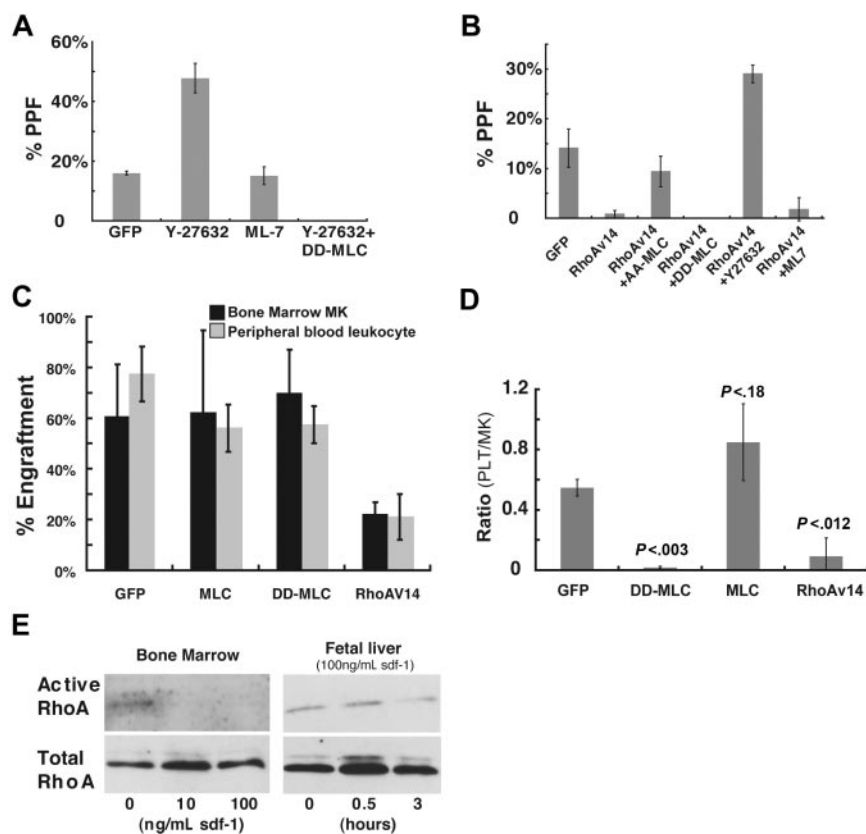 A
60%
40%
20%
0
% PPF
GFP
Y-27632
ML-7
Y-27632+
DD-MLC
B
30%
20%
10%
0
% PPF
GFP
RhoAv14
RhoAv14
+AA-MLC
RhoAv14
+DD-MLC
RhoAv14
+Y27632
RhoAv14
+ML7
C
100%
80%
60%
40%
20%
0%
% Engraftment
Bone Marrow MK
Peripheral blood leukocyte
GFP
MLC
DD-MLC
RhoAV14
D
1.2
0.8
0.4
0
Ratio (PLT/MK)
P<.003
P<.18
P<.012
GFP
DD-MLC
MLC
RhoAv14
E
Bone Marrow
Fetal liver
(100ng/mL sdf-1)
Active
RhoA
Total
RhoA
0 10 100
(ng/mL sdf-1)
0 0.5 3
(hours)